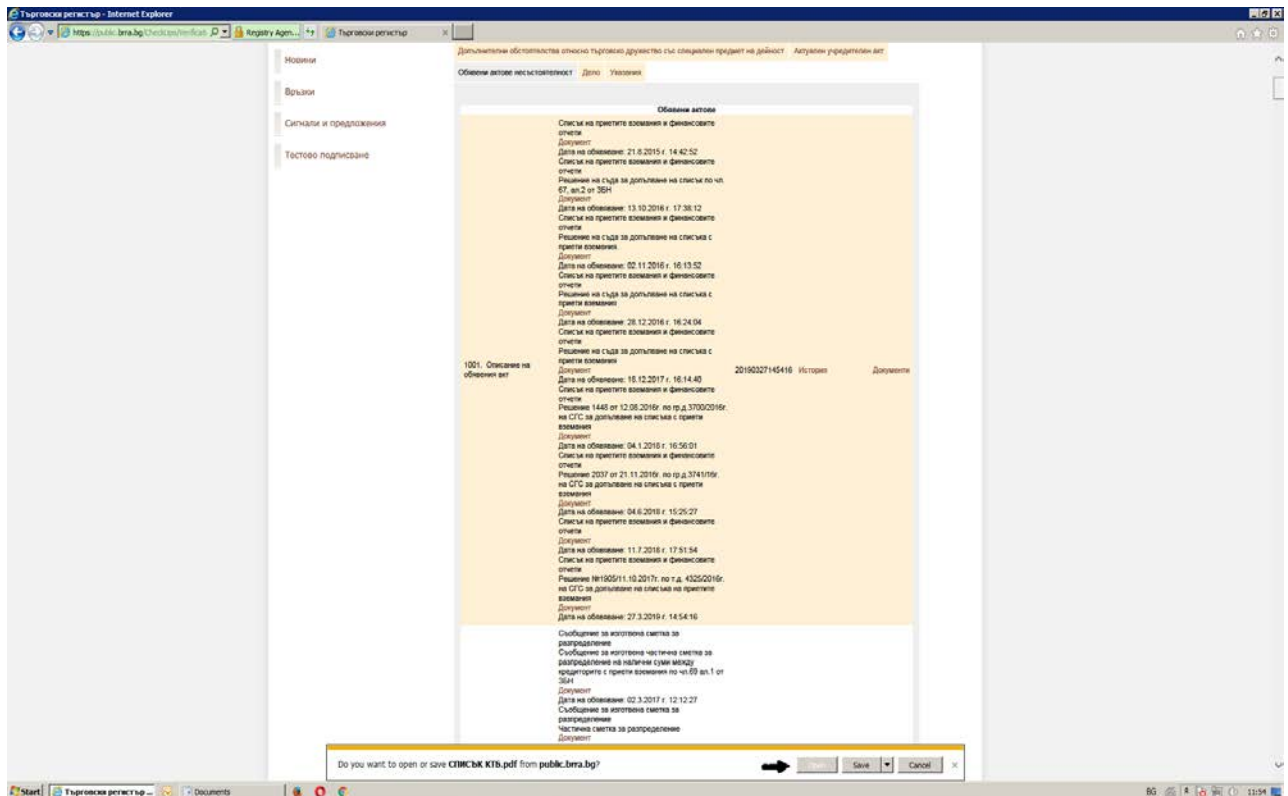 Търговски регистър - Internet Explorer
https://public.brra.bg/CheckUps/Verificati
Registry Agen...
Търговски регистър
Допълнителни обстоятелства относно търговско дружество със специален предмет на дейност Актуален учредителен акт
Обявени актове несъстоятелност Дело Указания
Новини
Връзки
Сигнали и предложения
Тестово подписване
Обявени актове
1001. Описание на
обявения акт
Списък на приетите вземания и финансовите
отчети
Документ
Дата на обявяване: 21.8.2015 г. 14:42:52
Списък на приетите вземания и финансовите
отчети
Решение на съда за допълване на списък по чл.
67, ал.2 от ЗБН
Документ
Дата на обявяване: 13.10.2016 г. 17:38:12
Списък на приетите вземания и финансовите
отчети
Решение на съда за допълване на списъка с
приети вземания.
Документ
Дата на обявяване: 02.11.2016 г. 16:13:52
Списък на приетите вземания и финансовите
отчети
Решение на съда за допълване на списъка с
приети вземания
Документ
Дата на обявяване: 28.12.2016 г. 16:24:04
Списък на приетите вземания и финансовите
отчети
Решение на съда за допълване на списъка с
приети вземания
Документ
Дата на обявяване: 18.12.2017 г. 16:14:40
Списък на приетите вземания и финансовите
отчети
Решение 1448 от 12.08.2016г. по гр.д.3700/2016г.
на СГС за допълване на списъка с приети
вземания
Документ
Дата на обявяване: 04.1.2018 г. 16:56:01
Списък на приетите вземания и финансовите
отчети
Решение 2037 от 21.11.2016г. по гр.д.3741/16г.
на СГС за допълване на списъка с приети
вземания
Документ
Дата на обявяване: 04.6.2018 г. 15:25:27
Списък на приетите вземания и финансовите
отчети
Документ
Дата на обявяване: 11.7.2018 г. 17:51:54
Списък на приетите вземания и финансовите
отчети
Решение №1905/11.10.2017г. по т.д. 4325/2016г.
на СГС за допълване на списъка на приетите
вземания
Документ
Дата на обявяване: 27.3.2019 г. 14:54:16
20190327145416 История Документи
Съобщение за изготвена сметка за
разпределение
Съобщение за изготвена частична сметка за
разпределение на налични суми между
кредиторите с приети вземания по чл.69 ал.1 от
ЗБН
Документ
Дата на обявяване: 02.3.2017 г. 12:12:27
Съобщение за изготвена сметка за
разпределение
Частична сметка за разпределение
Документ
Do you want to open or save СПИСЪК КТБ.pdf from public.brra.bg?
Open Save Cancel
Start Търговски регистър ... Documents BG 11:54